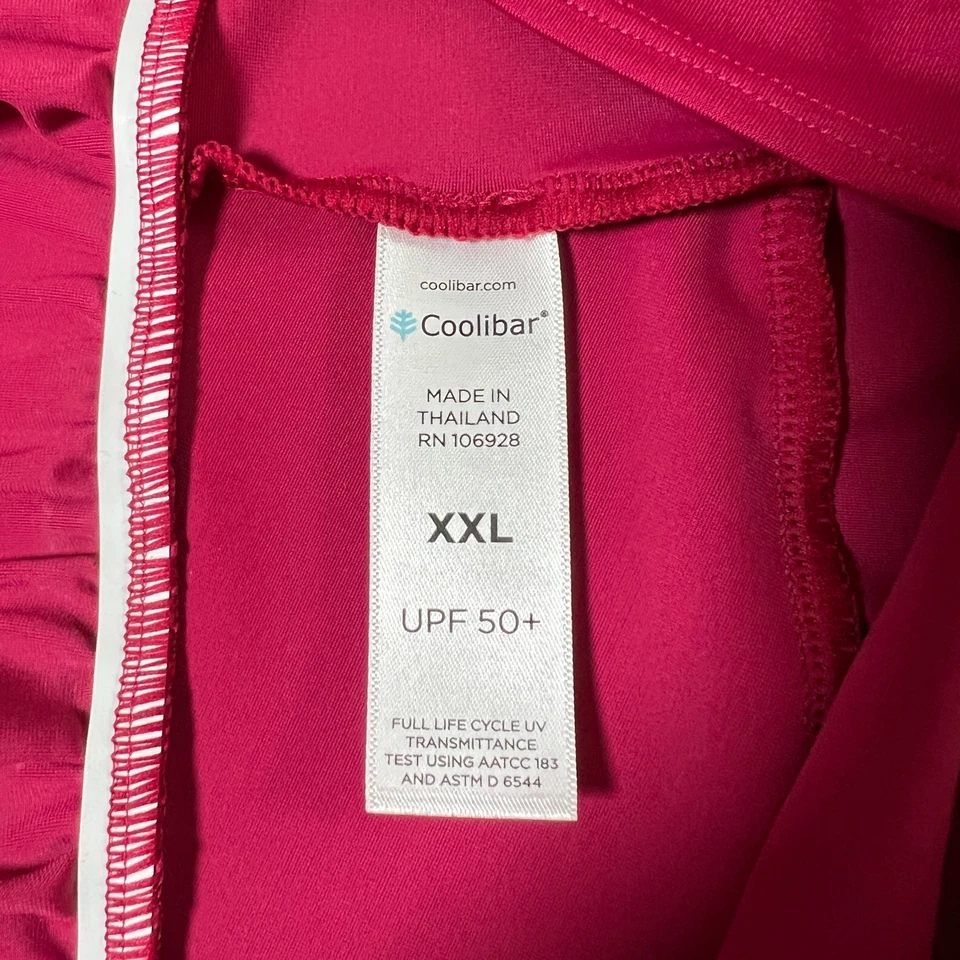 coolibar.com
Coolibar®
MADE IN
THAILAND
RN 106928
XXL
UPF 50+
FULL LIFE CYCLE UV
TRANSMITTANCE
TEST USING AATCC 183
AND ASTM D 6544